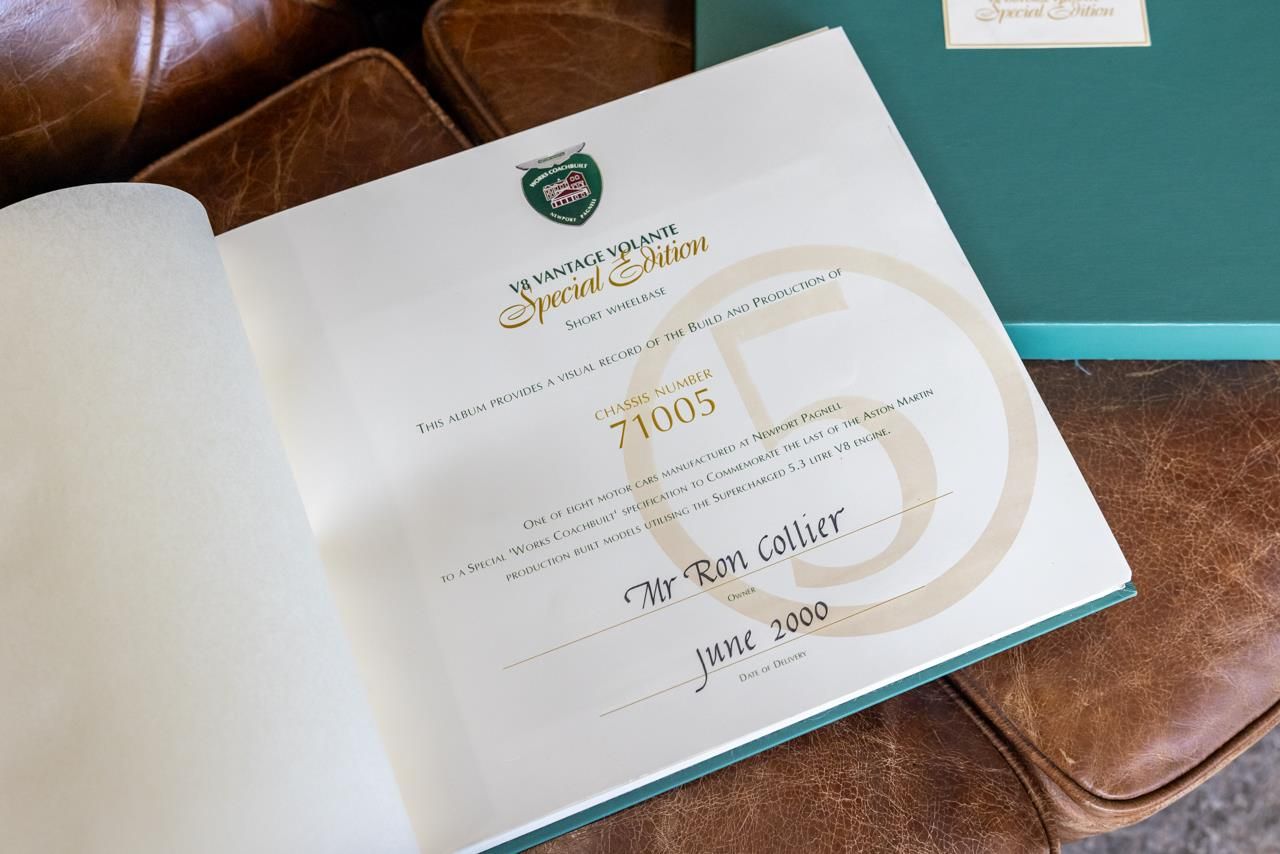 Special Edition
WORKS COACHBUILT
NEWPORT PAGNELL
V8 VANTAGE VOLANTE
Special Edition
SHORT WHEELBASE
THIS ALBUM PROVIDES A VISUAL RECORD OF THE BUILD AND PRODUCTION OF
CHASSIS NUMBER
71005
5
ONE OF EIGHT MOTOR CARS MANUFACTURED AT NEWPORT PAGNELL
TO A SPECIAL 'WORKS COACHBUILT' SPECIFICATION TO COMMEMORATE THE LAST OF THE ASTON MARTIN
PRODUCTION BUILT MODELS UTILISING THE SUPERCHARGED 5.3 LITRE V8 ENGINE.
Mr Ron Collier
OWNER
June 2000
DATE OF DELIVERY